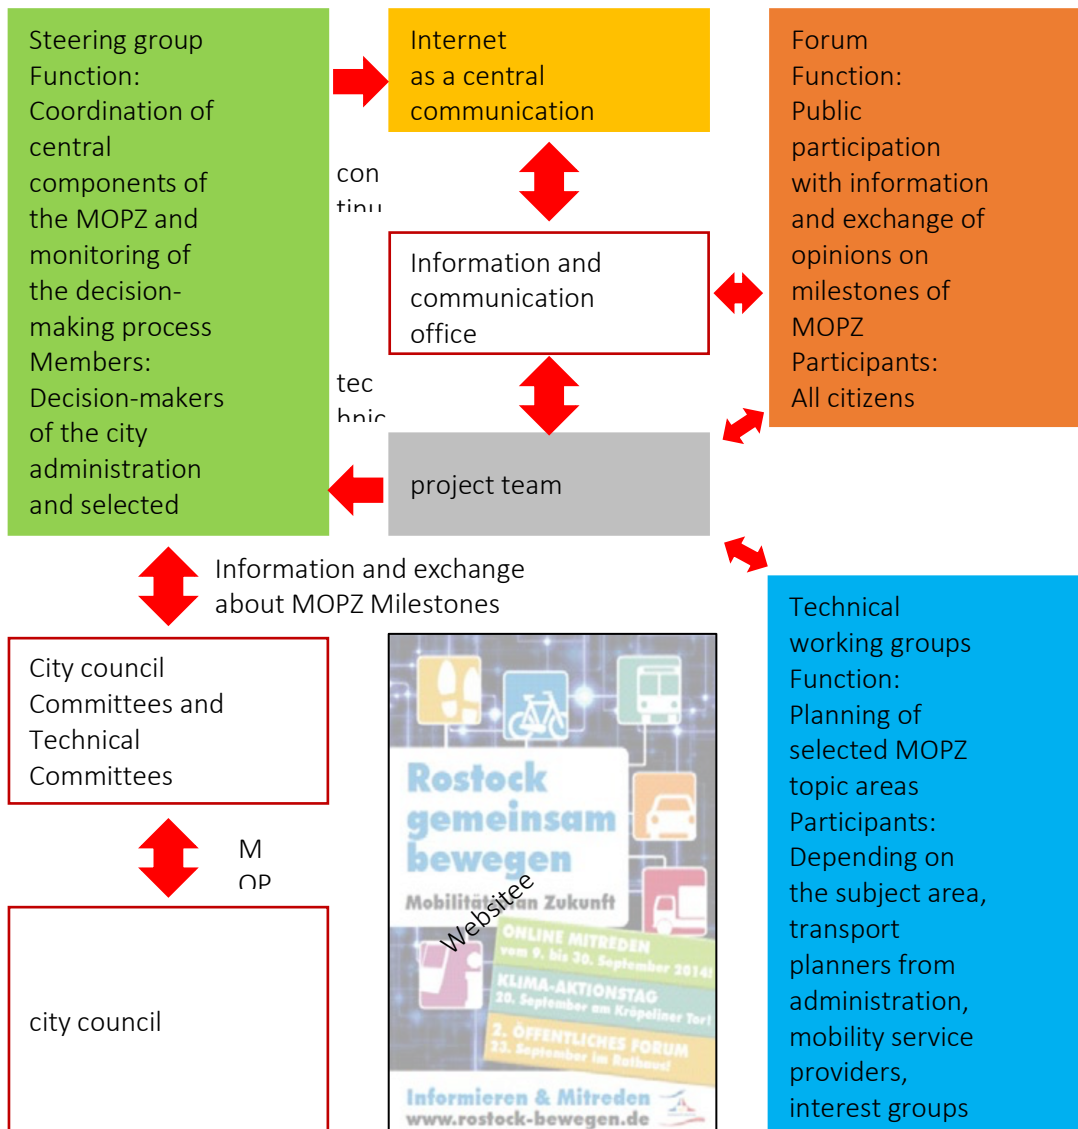 Steering group
Function:
Coordination of
central
components of
the MOPZ and
monitoring of
the decision-
making process
Members:
Decision-makers
of the city
administration
and selected
Internet
as a central
communication
Forum
Function:
Public
participation
with information
and exchange of
opinions on
milestones of
MOPZ
Participants:
All citizens
con
tinu
Information and
communication
office
tec
hnic
project team
Information and exchange
about MOPZ Milestones
City council
Committees and
Technical
Committees
M
OP
city council
Rostock
gemeinsam
bewegen
Mobilitätsplan Zukunft
Websitee
ONLINE MITREDEN
vom 9. bis 30. September 2014!
KLIMA-AKTIONSTAG
20. September am Kröpeliner Tor!
2. ÖFFENTLICHES FORUM
23. September im Rathaus!
Informieren & Mitreden
www.rostock-bewegen.de
Technical
working groups
Function:
Planning of
selected MOPZ
topic areas
Participants:
Depending on
the subject area,
transport
planners from
administration,
mobility service
providers,
interest groups